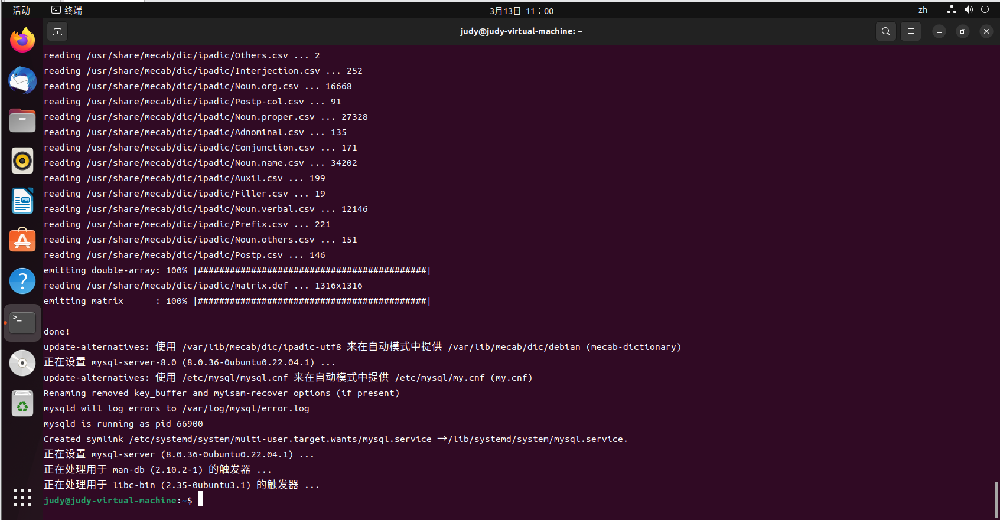 活动
终端
3月13日 11：00
zh
judy@judy-virtual-machine: ~
reading /usr/share/mecab/dic/ipadic/Others.csv ... 2
reading /usr/share/mecab/dic/ipadic/Interjection.csv ... 252
reading /usr/share/mecab/dic/ipadic/Noun.org.csv ... 16668
reading /usr/share/mecab/dic/ipadic/Postp-col.csv ... 91
reading /usr/share/mecab/dic/ipadic/Noun.proper.csv ... 27328
reading /usr/share/mecab/dic/ipadic/Adnominal.csv ... 135
reading /usr/share/mecab/dic/ipadic/Conjunction.csv ... 171
reading /usr/share/mecab/dic/ipadic/Noun.name.csv ... 34202
reading /usr/share/mecab/dic/ipadic/Auxil.csv ... 199
reading /usr/share/mecab/dic/ipadic/Filler.csv ... 19
reading /usr/share/mecab/dic/ipadic/Noun.verbal.csv ... 12146
reading /usr/share/mecab/dic/ipadic/Prefix.csv ... 221
reading /usr/share/mecab/dic/ipadic/Noun.others.csv ... 151
reading /usr/share/mecab/dic/ipadic/Postp.csv ... 146
emitting double-array: 100% |###########################################|
reading /usr/share/mecab/dic/ipadic/matrix.def ... 1316x1316
emitting matrix      : 100% |###########################################|
done!
update-alternatives: 使用 /var/lib/mecab/dic/ipadic-utf8 来在自动模式中提供 /var/lib/mecab/dic/debian (mecab-dictionary)
正在设置 mysql-server-8.0 (8.0.36-0ubuntu0.22.04.1) ...
update-alternatives: 使用 /etc/mysql/mysql.cnf 来在自动模式中提供 /etc/mysql/my.cnf (my.cnf)
Renaming removed key_buffer and myisam-recover options (if present)
mysqld will log errors to /var/log/mysql/error.log
mysqld is running as pid 66900
Created symlink /etc/systemd/system/multi-user.target.wants/mysql.service → /lib/systemd/system/mysql.service.
正在设置 mysql-server (8.0.36-0ubuntu0.22.04.1) ...
正在处理用于 man-db (2.10.2-1) 的触发器 ...
正在处理用于 libc-bin (2.35-0ubuntu3.1) 的触发器 ...
judy@judy-virtual-machine:~$